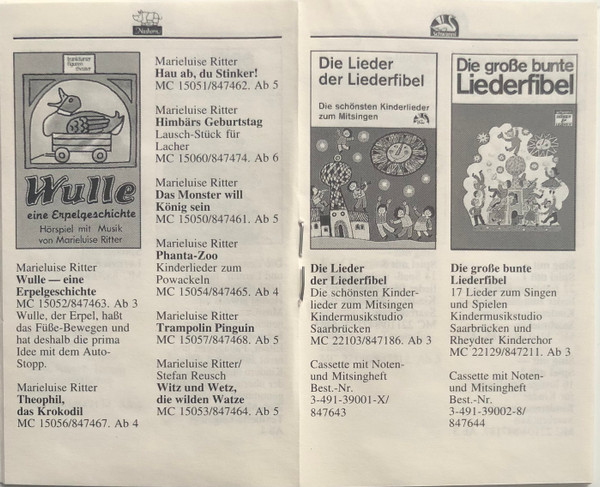 frankfurter
figuren
theater
Wulle
eine Erpelgeschichte
Hörspiel mit Musik
von Marieluise Ritter
Marieluise Ritter
Wulle — eine
Erpelgeschichte
MC 15052/847463. Ab 3
Wulle, der Erpel, haßt
das Füße-Bewegen und
hat deshalb die prima
Idee mit dem Auto-
Stopp.
Marieluise Ritter
Theophil,
das Krokodil
MC 15056/847467. Ab 4
Marieluise Ritter
Hau ab, du Stinker!
MC 15051/847462. Ab 5
Marieluise Ritter
Himbärs Geburtstag
Lausch-Stück für
Lacher
MC 15060/847474. Ab 6
Marieluise Ritter
Das Monster will
König sein
MC 15050/847461. Ab 5
Marieluise Ritter
Phanta-Zoo
Kinderlieder zum
Powackeln
MC 15054/847465. Ab 4
Marieluise Ritter
Trampolin Pinguin
MC 15057/847468. Ab 5
Marieluise Ritter/
Stefan Reusch
Witz und Wetz,
die wilden Watze
MC 15053/847464. Ab 5
Die Lieder
der Liederfibel
Die schönsten Kinderlieder
zum Mitsingen
Die Lieder
der Liederfibel
Die schönsten Kinder-
lieder zum Mitsingen
Kindermusikstudio
Saarbrücken
MC 22103/847186. Ab 3
Cassette mit Noten-
und Mitsingheft
Best.-Nr.
3-491-39001-X/
847643
Die große bunte
Liederfibel
Die große bunte
Liederfibel
17 Lieder zum Singen
und Spielen
Kindermusikstudio
Saarbrücken und
Rheydter Kinderchor
MC 22129/847211. Ab 3
Cassette mit Noten-
und Mitsingheft
Best.-Nr.
3-491-39002-8/
847644